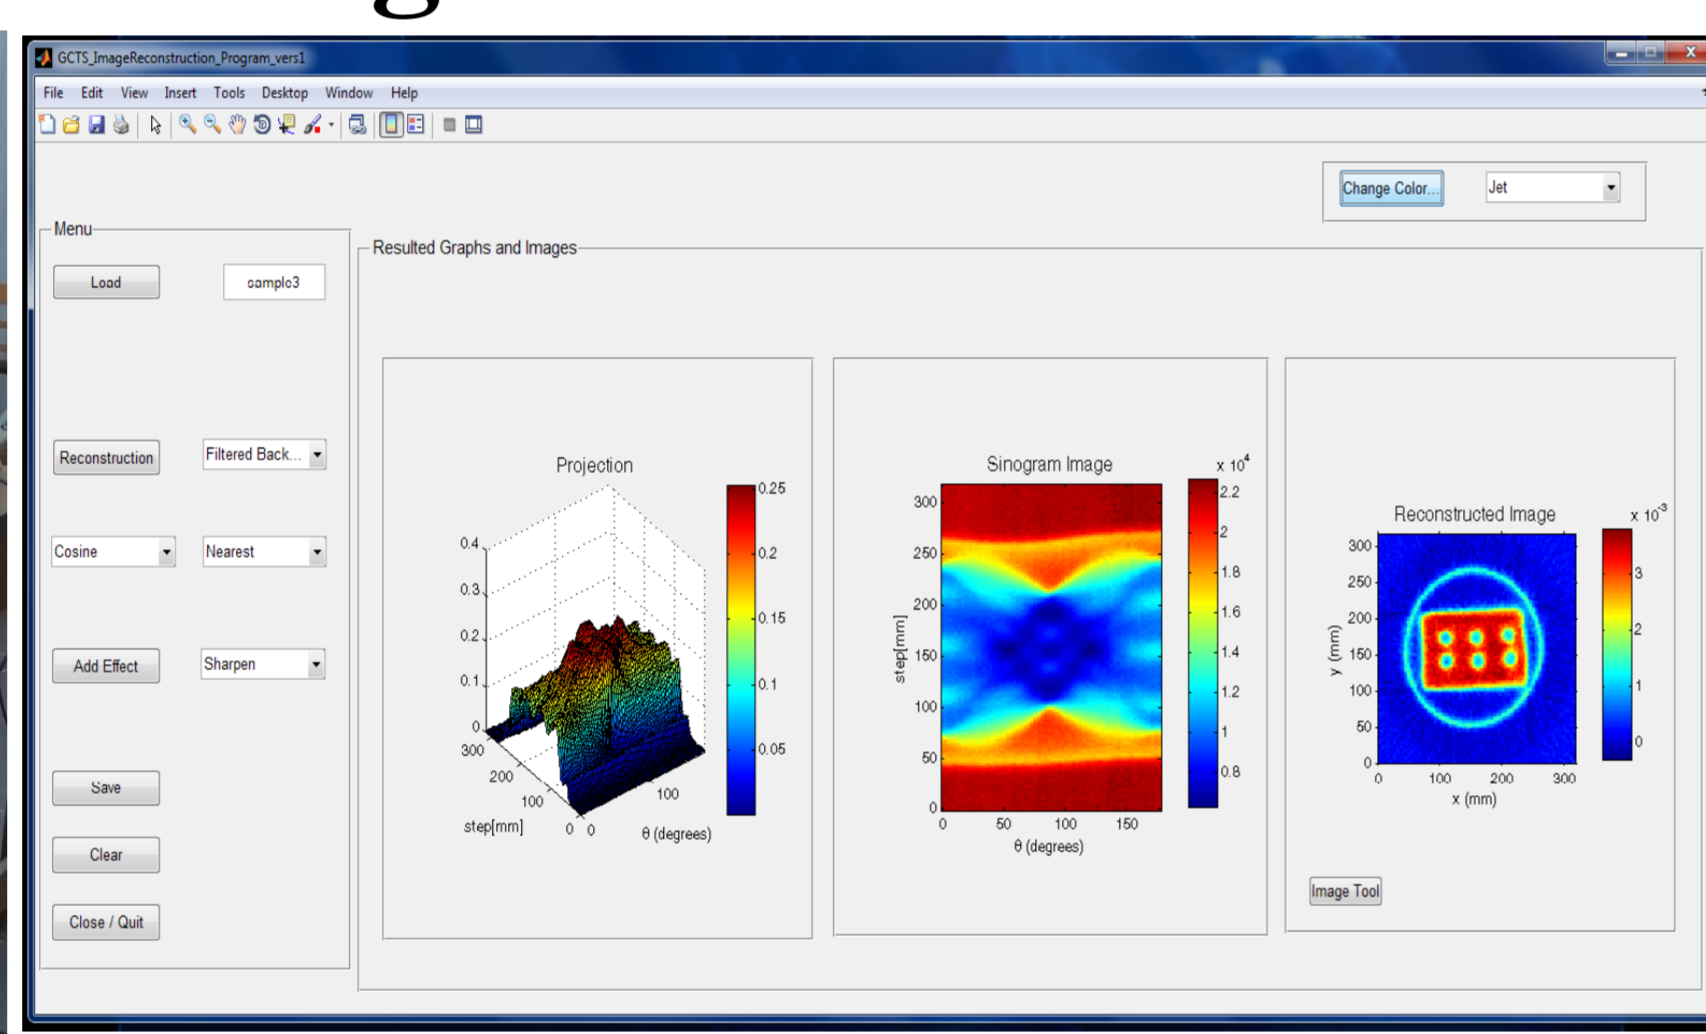 GCTS_ImageReconstruction_Program_vers1
File Edit View Insert Tools Desktop Window Help
Change Color... Jet
Menu
Load sample3
Reconstruction Filtered Back...
Cosine Nearest
Add Effect Sharpen
Save
Clear
Close / Quit
Resulted Graphs and Images
Projection
0.4
0.3
0.2
0.1
0
300
200
100
0 0
100
step[mm]
θ (degrees)
0.25
0.2
0.15
0.1
0.05
Sinogram Image
x 10^4
300
250
200
150
100
50
0
step[mm]
0 50 100 150
θ (degrees)
2.2
2
1.8
1.6
1.4
1.2
1
0.8
Reconstructed Image
x 10^-3
300
250
200
150
100
50
0
y (mm)
0 100 200 300
x (mm)
3
2
1
0
Image Tool